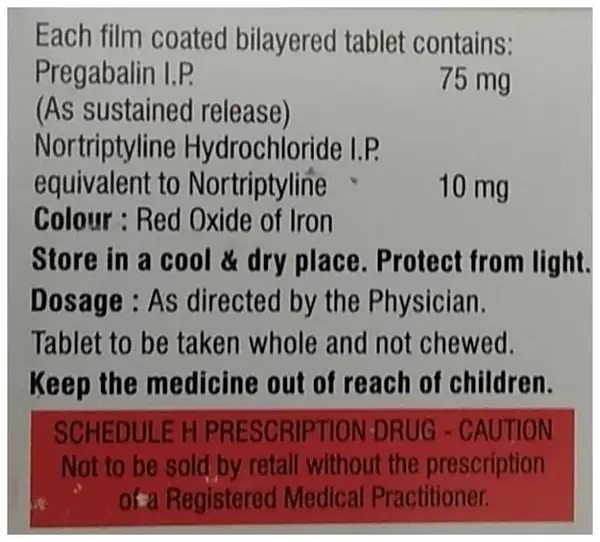 Each film coated bilayered tablet contains:
Pregabalin I.P. 75 mg
(As sustained release)
Nortriptyline Hydrochloride I.P.
equivalent to Nortriptyline 10 mg
Colour : Red Oxide of Iron
Store in a cool & dry place. Protect from light.
Dosage : As directed by the Physician.
Tablet to be taken whole and not chewed.
Keep the medicine out of reach of children.
SCHEDULE H PRESCRIPTION DRUG - CAUTION
Not to be sold by retail without the prescription
of a Registered Medical Practitioner.